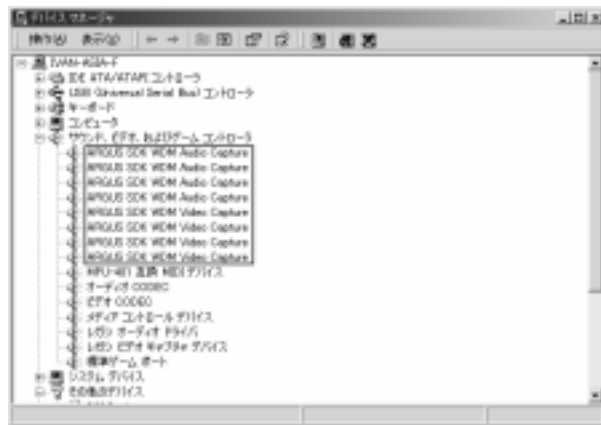 デバイス マネージャ
操作(A) 表示(V)
IVAN-ASIA-F
IDE ATA/ATAPI コントローラ
USB (Universal Serial Bus) コントローラ
キーボード
コンピュータ
サウンド、ビデオ、およびゲーム コントローラ
ARGUS SDK WDM Audio Capture
ARGUS SDK WDM Audio Capture
ARGUS SDK WDM Audio Capture
ARGUS SDK WDM Audio Capture
ARGUS SDK WDM Video Capture
ARGUS SDK WDM Video Capture
ARGUS SDK WDM Video Capture
ARGUS SDK WDM Video Capture
MPU-401 互換 MIDI デバイス
オーディオ CODEC
ビデオ CODEC
メディア コントロール デバイス
レガシ オーディオ ドライバ
レガシ ビデオ キャプチャ デバイス
標準ゲーム ポート
システム デバイス
その他のデバイス